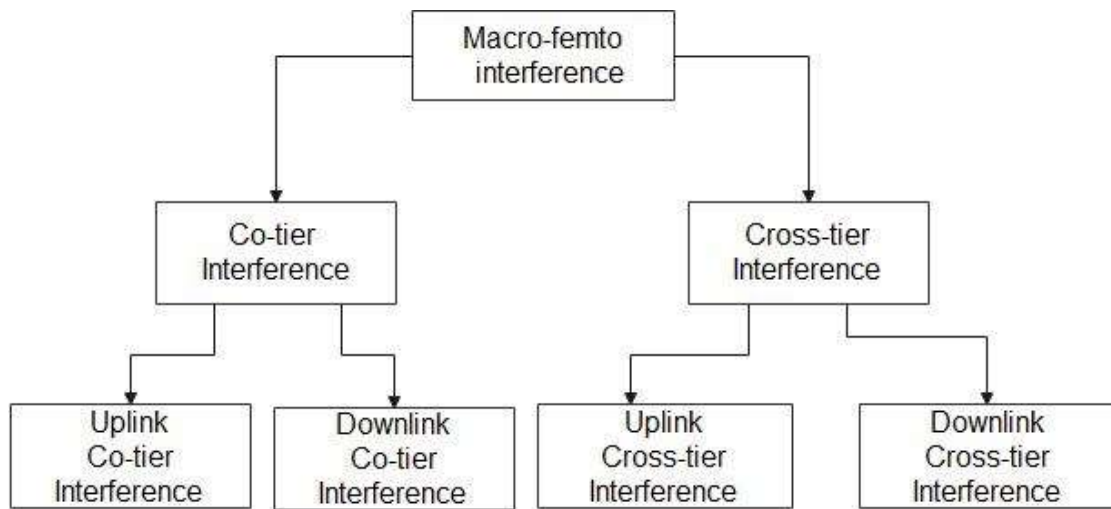 Macro-femto
interference
Co-tier
Interference
Cross-tier
Interference
Uplink
Co-tier
Interference
Downlink
Co-tier
Interference
Uplink
Cross-tier
Interference
Downlink
Cross-tier
Interference